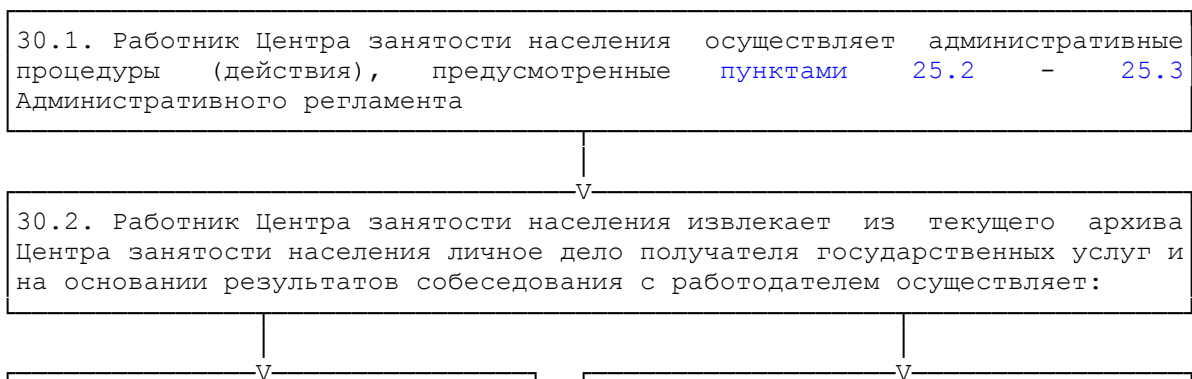 30.1. Работник Центра занятости населения осуществляет административные
процедуры (действия), предусмотренные пунктами 25.2 - 25.3
Административного регламента
V
30.2. Работник Центра занятости населения извлекает из текущего архива
Центра занятости населения личное дело получателя государственных услуг и
на основании результатов собеседования с работодателем осуществляет:
V V